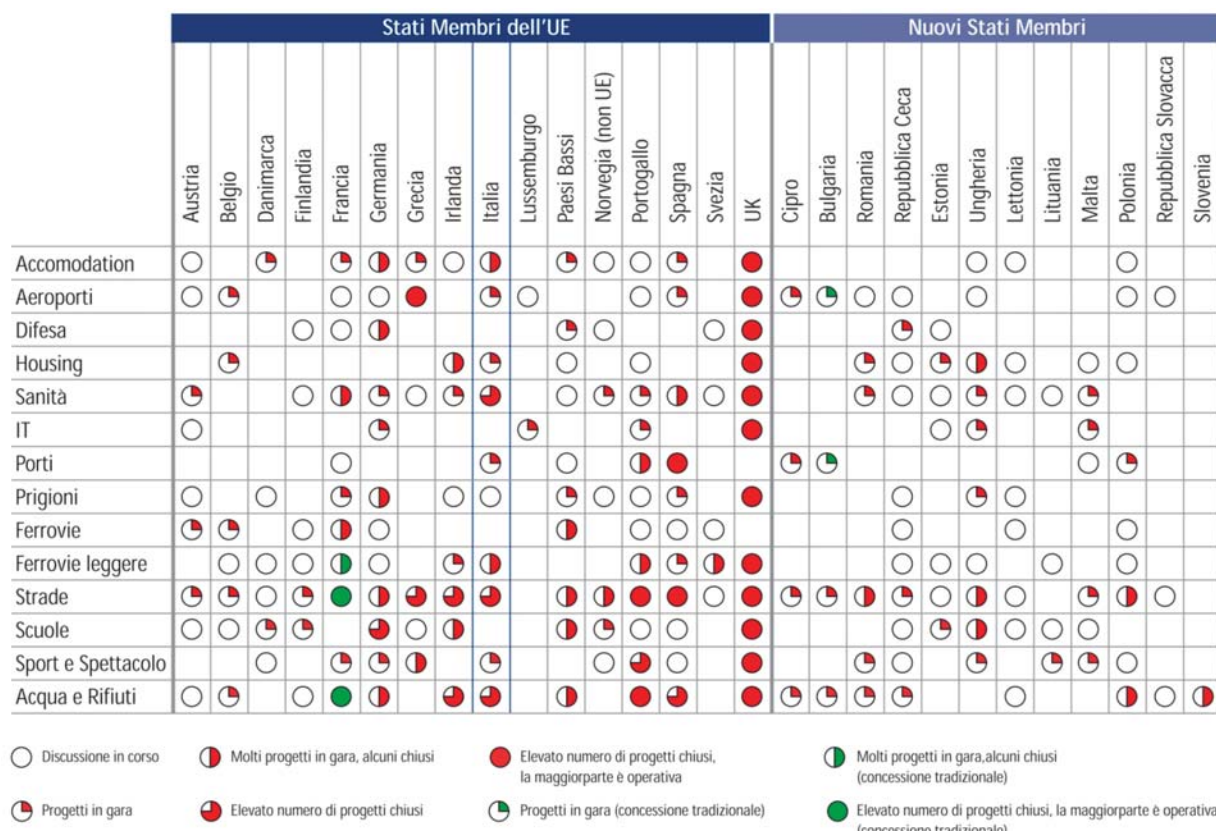 Stati Membri dell'UE
Nuovi Stati Membri
Austria
Belgio
Danimarca
Finlandia
Francia
Germania
Grecia
Irlanda
Italia
Lussemburgo
Paesi Bassi
Norvegia (non UE)
Portogallo
Spagna
Svezia
UK
Cipro
Bulgaria
Romania
Repubblica Ceca
Estonia
Ungheria
Lettonia
Lituania
Malta
Polonia
Repubblica Slovacca
Slovenia
Accomodation
Aeroporti
Difesa
Housing
Sanità
IT
Porti
Prigioni
Ferrovie
Ferrovie leggere
Strade
Scuole
Sport e Spettacolo
Acqua e Rifiuti
Discussione in corso
Molti progetti in gara, alcuni chiusi
Elevato numero di progetti chiusi,
la maggiorparte è operativa
Molti progetti in gara,alcuni chiusi
(concessione tradizionale)
Progetti in gara
Elevato numero di progetti chiusi
Progetti in gara (concessione tradizionale)
Elevato numero di progetti chiusi, la maggiorparte è operativa
(concessione tradizionale)